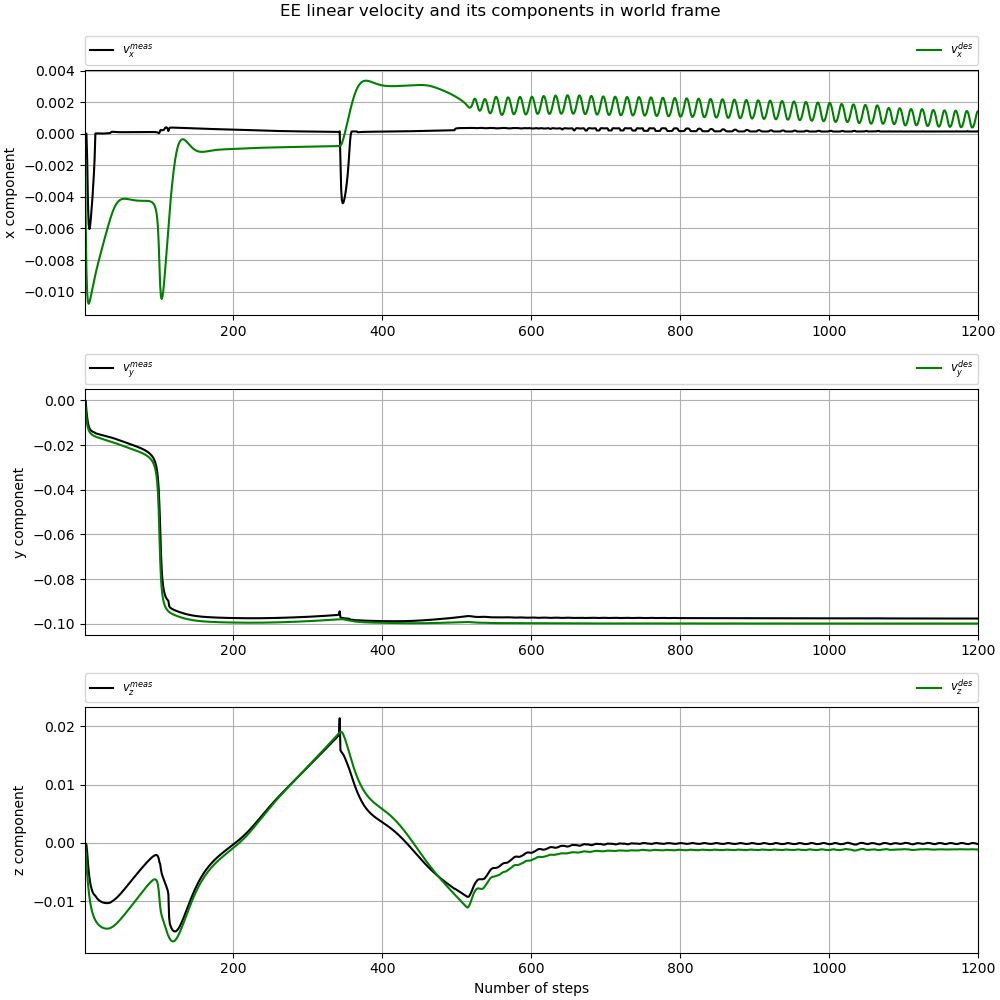 EE linear velocity and its components in world frame
v_x^meas v_x^des
0.004
0.002
0.000
−0.002
−0.004
−0.006
−0.008
−0.010
x component
200 400 600 800 1000 1200
v_y^meas v_y^des
0.00
−0.02
−0.04
−0.06
−0.08
−0.10
y component
200 400 600 800 1000 1200
v_z^meas v_z^des
0.02
0.01
0.00
−0.01
z component
200 400 600 800 1000 1200
Number of steps